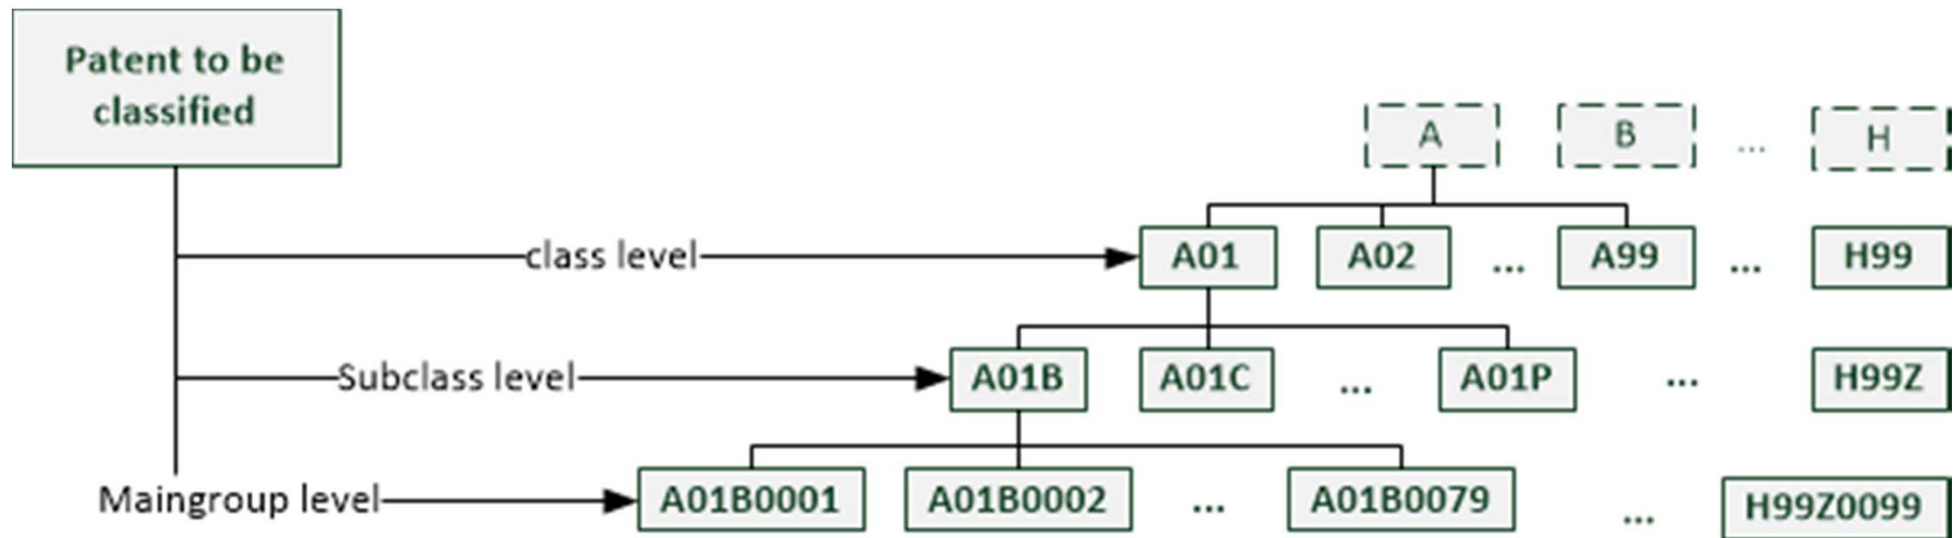 Patent to be
classified
A B ... H
class level A01 A02 ... A99 ... H99
Subclass level A01B A01C ... A01P ... H99Z
Maingroup level A01B0001 A01B0002 ... A01B0079 ... H99Z0099